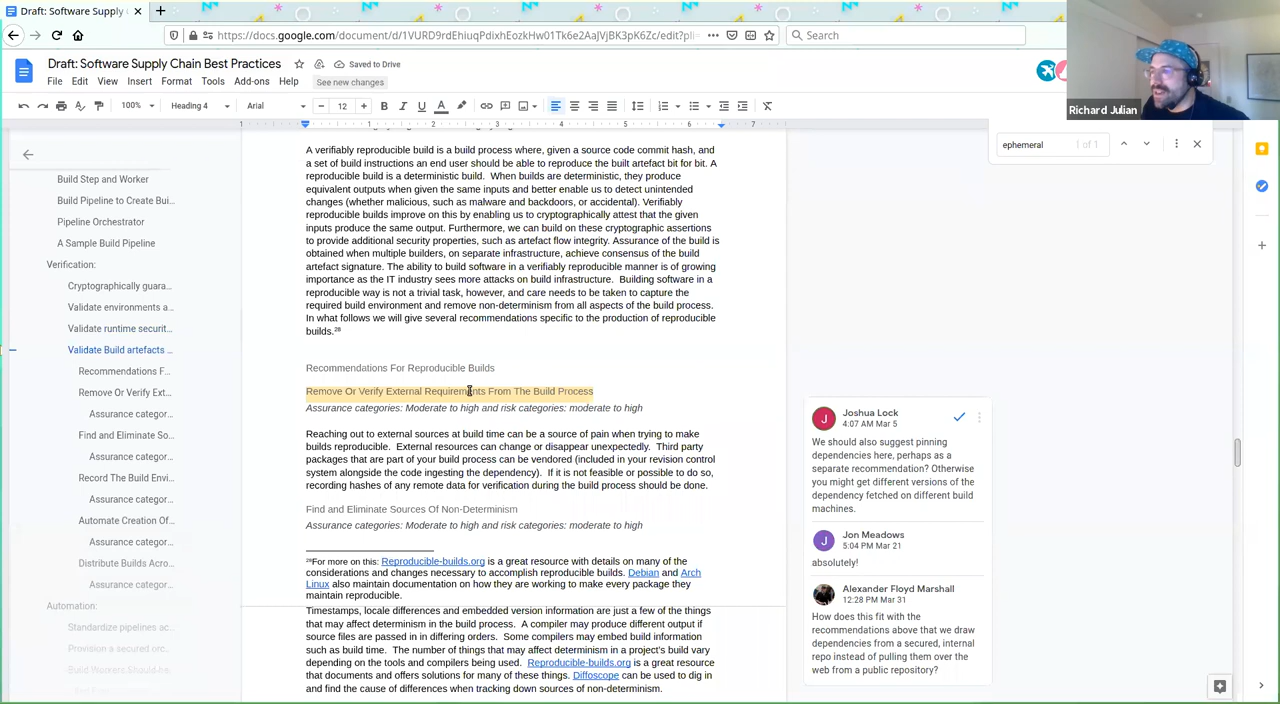 Draft: Software Supply C
https://docs.google.com/document/d/1VURD9rdEhiuqPdixhEozkHw01Tk6e2AaJVjBK3pK6Zc/edit?pli
Search
Draft: Software Supply Chain Best Practices
Saved to Drive
File Edit View Insert Format Tools Add-ons Help
See new changes
100%
Heading 4
Arial
12
Richard Julian
1 1 2 3 4 5 6 7
ephemeral
1 of 1
Build Step and Worker
Build Pipeline to Create Bui...
Pipeline Orchestrator
A Sample Build Pipeline
Verification:
Cryptographically guara...
Validate environments a...
Validate runtime securit...
Validate Build artefacts ...
Recommendations F...
Remove Or Verify Ext...
Assurance categor...
Find and Eliminate So...
Assurance categor...
Record The Build Envi...
Assurance categor...
Automate Creation Of...
Assurance categor...
Distribute Builds Acro...
Assurance categor...
Automation:
Standardize pipelines ac...
Provision a secured orc...
Build Workers Should Be...
A verifiably reproducible build is a build process where, given a source code commit hash, and
a set of build instructions an end user should be able to reproduce the built artefact bit for bit. A
reproducible build is a deterministic build.  When builds are deterministic, they produce
equivalent outputs when given the same inputs and better enable us to detect unintended
changes (whether malicious, such as malware and backdoors, or accidental). Verifiably
reproducible builds improve on this by enabling us to cryptographically attest that the given
inputs produce the same output. Furthermore, we can build on these cryptographic assertions
to provide additional security properties, such as artefact flow integrity. Assurance of the build is
obtained when multiple builders, on separate infrastructure, achieve consensus of the build
artefact signature. The ability to build software in a verifiably reproducible manner is of growing
importance as the IT industry sees more attacks on build infrastructure.  Building software in a
reproducible way is not a trivial task, however, and care needs to be taken to capture the
required build environment and remove non-determinism from all aspects of the build process.
In what follows we will give several recommendations specific to the production of reproducible
builds.²⁸
Recommendations For Reproducible Builds
Remove Or Verify External Requirements From The Build Process
Assurance categories: Moderate to high and risk categories: moderate to high
Reaching out to external sources at build time can be a source of pain when trying to make
builds reproducible.  External resources can change or disappear unexpectedly.  Third party
packages that are part of your build process can be vendored (included in your revision control
system alongside the code ingesting the dependency).  If it is not feasible or possible to do so,
recording hashes of any remote data for verification during the build process should be done.
Find and Eliminate Sources Of Non-Determinism
Assurance categories: Moderate to high and risk categories: moderate to high
²⁸For more on this: Reproducible-builds.org is a great resource with details on many of the
considerations and changes necessary to accomplish reproducible builds. Debian and Arch
Linux also maintain documentation on how they are working to make every package they
maintain reproducible.
Timestamps, locale differences and embedded version information are just a few of the things
that may affect determinism in the build process.  A compiler may produce different output if
source files are passed in in differing orders.  Some compilers may embed build information
such as build time.  The number of things that may affect determinism in a project's build vary
depending on the tools and compilers being used.  Reproducible-builds.org is a great resource
that documents and offers solutions for many of these things. Diffoscope can be used to dig in
and find the cause of differences when tracking down sources of non-determinism.
Joshua Lock
4:07 AM Mar 5
We should also suggest pinning
dependencies here, perhaps as a
separate recommendation? Otherwise
you might get different versions of the
dependency fetched on different build
machines.
J
Jon Meadows
5:04 PM Mar 21
absolutely!
Alexander Floyd Marshall
12:28 PM Mar 31
How does this fit with the
recommendations above that we draw
dependencies from a secured, internal
repo instead of pulling them over the
web from a public repository?